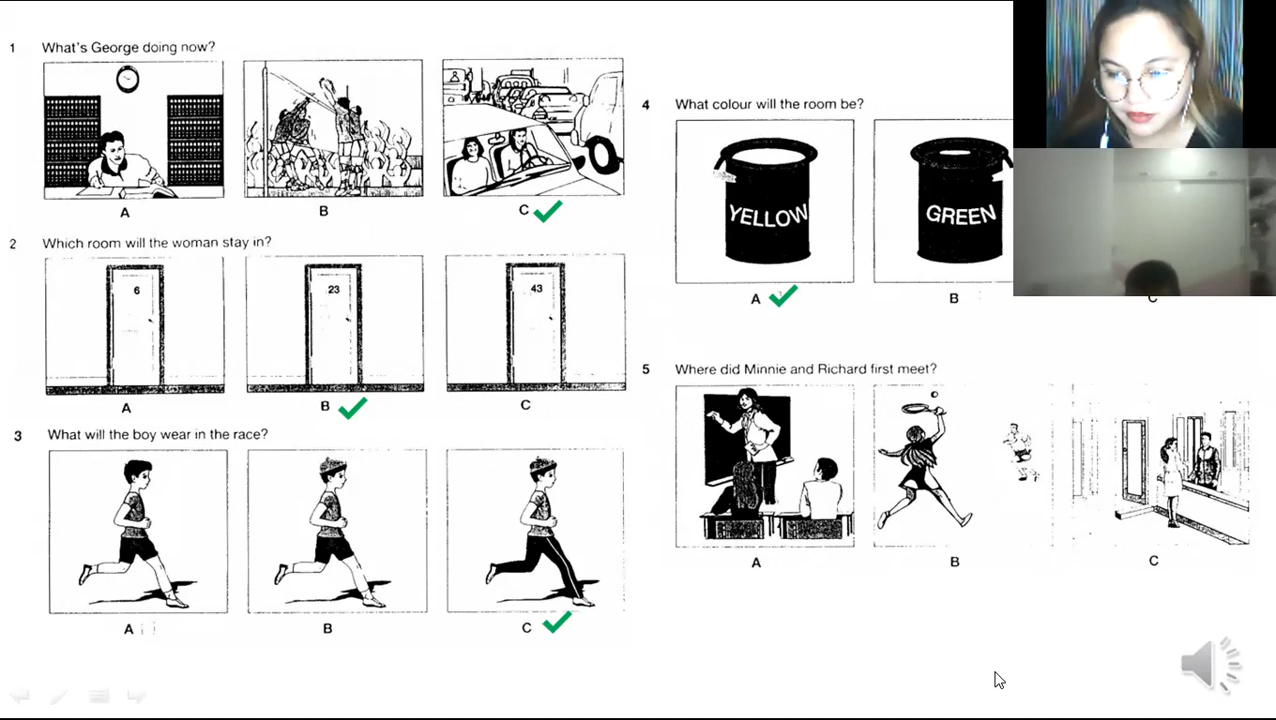 1 What's George doing now?
A B C
2 Which room will the woman stay in?
6 23 43
A B C
3 What will the boy wear in the race?
A B C
4 What colour will the room be?
YELLOW GREEN
A B C
5 Where did Minnie and Richard first meet?
A B C